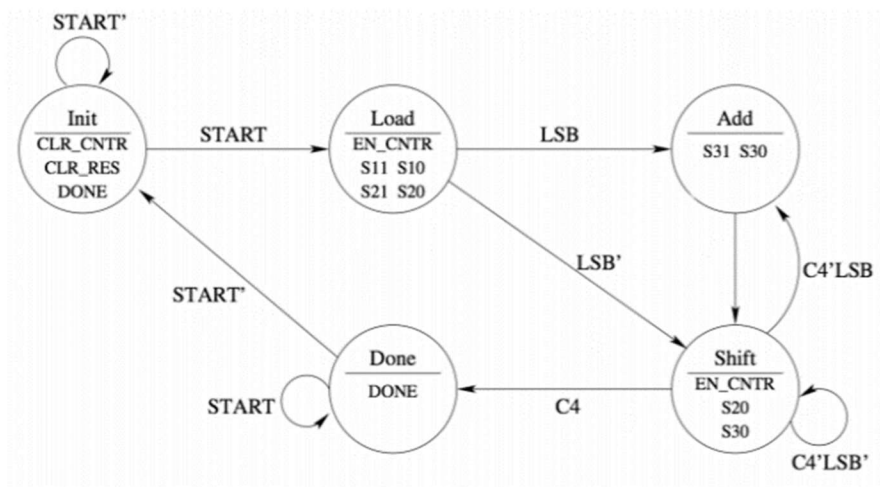 START’
Init
CLR_CNTR
CLR_RES
DONE
START
Load
EN_CNTR
S11 S10
S21 S20
LSB
Add
S31 S30
LSB’
C4’LSB
START’
Done
DONE
START
C4
Shift
EN_CNTR
S20
S30
C4’LSB’